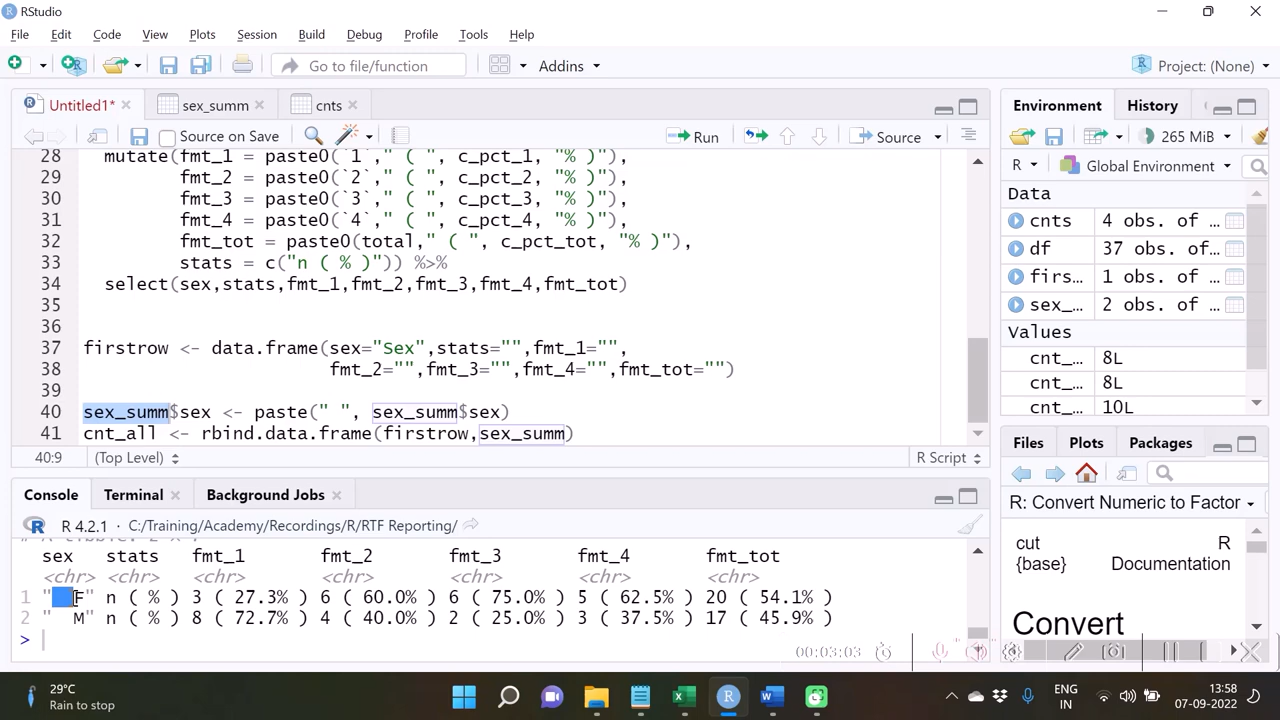 RStudio
File Edit Code View Plots Session Build Debug Profile Tools Help
Go to file/function Addins Project: (None)
Untitled1* sex_summ cnts
Source on Save Run Source
28 mutate(fmt_1 = paste0(`1`," ( ", c_pct_1, "% )"),
29 fmt_2 = paste0(`2`," ( ", c_pct_2, "% )"),
30 fmt_3 = paste0(`3`," ( ", c_pct_3, "% )"),
31 fmt_4 = paste0(`4`," ( ", c_pct_4, "% )"),
32 fmt_tot = paste0(total," ( ", c_pct_tot, "% )"),
33 stats = c("n ( % )")) %>%
34 select(sex,stats,fmt_1,fmt_2,fmt_3,fmt_4,fmt_tot)
35
36
37 firstrow <- data.frame(sex="Sex",stats="",fmt_1="",
38 fmt_2="",fmt_3="",fmt_4="",fmt_tot="")
39
40 sex_summ$sex <- paste(" ", sex_summ$sex)
41 cnt_all <- rbind.data.frame(firstrow,sex_summ)
40:9 (Top Level) R Script
Console Terminal Background Jobs
R 4.2.1 · C:/Training/Academy/Recordings/R/RTF Reporting/
sex stats fmt_1 fmt_2 fmt_3 fmt_4 fmt_tot
<chr> <chr> <chr> <chr> <chr> <chr> <chr>
1 "  F" n ( % ) 3 ( 27.3% ) 6 ( 60.0% ) 6 ( 75.0% ) 5 ( 62.5% ) 20 ( 54.1% )
2 "  M" n ( % ) 8 ( 72.7% ) 4 ( 40.0% ) 2 ( 25.0% ) 3 ( 37.5% ) 17 ( 45.9% )
>
00:03:03
Environment History
265 MiB
R Global Environment
Data
cnts 4 obs. of …
df 37 obs. of …
firs… 1 obs. of …
sex_… 2 obs. of …
Values
cnt_… 8L
cnt_… 8L
cnt_… 10L
Files Plots Packages
R: Convert Numeric to Factor
cut R
{base} Documentation
Convert
29°C
Rain to stop
ENG
IN
13:58
07-09-2022